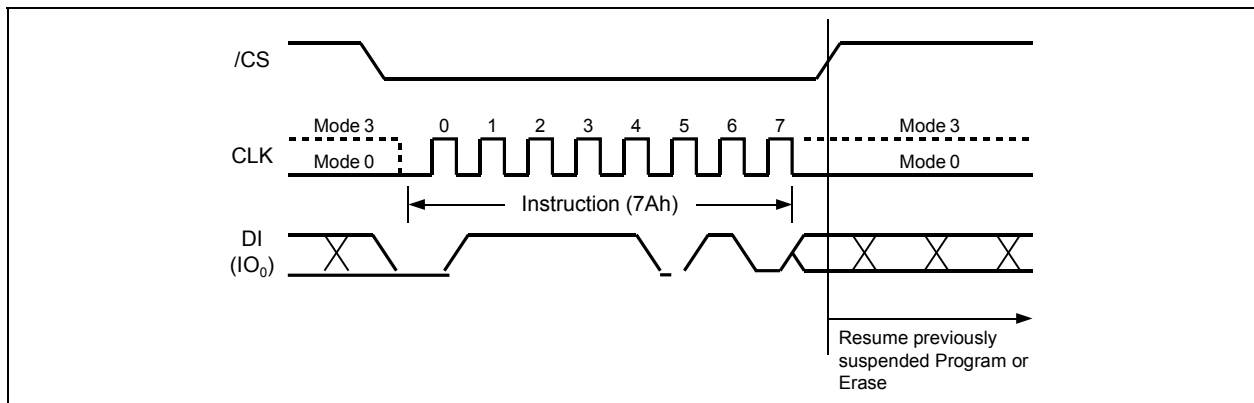 /CS
Mode 3 0 1 2 3 4 5 6 7 Mode 3
CLK
Mode 0 Mode 0
Instruction (7Ah)
DI
(IO₀)
Resume previously
suspended Program or
Erase